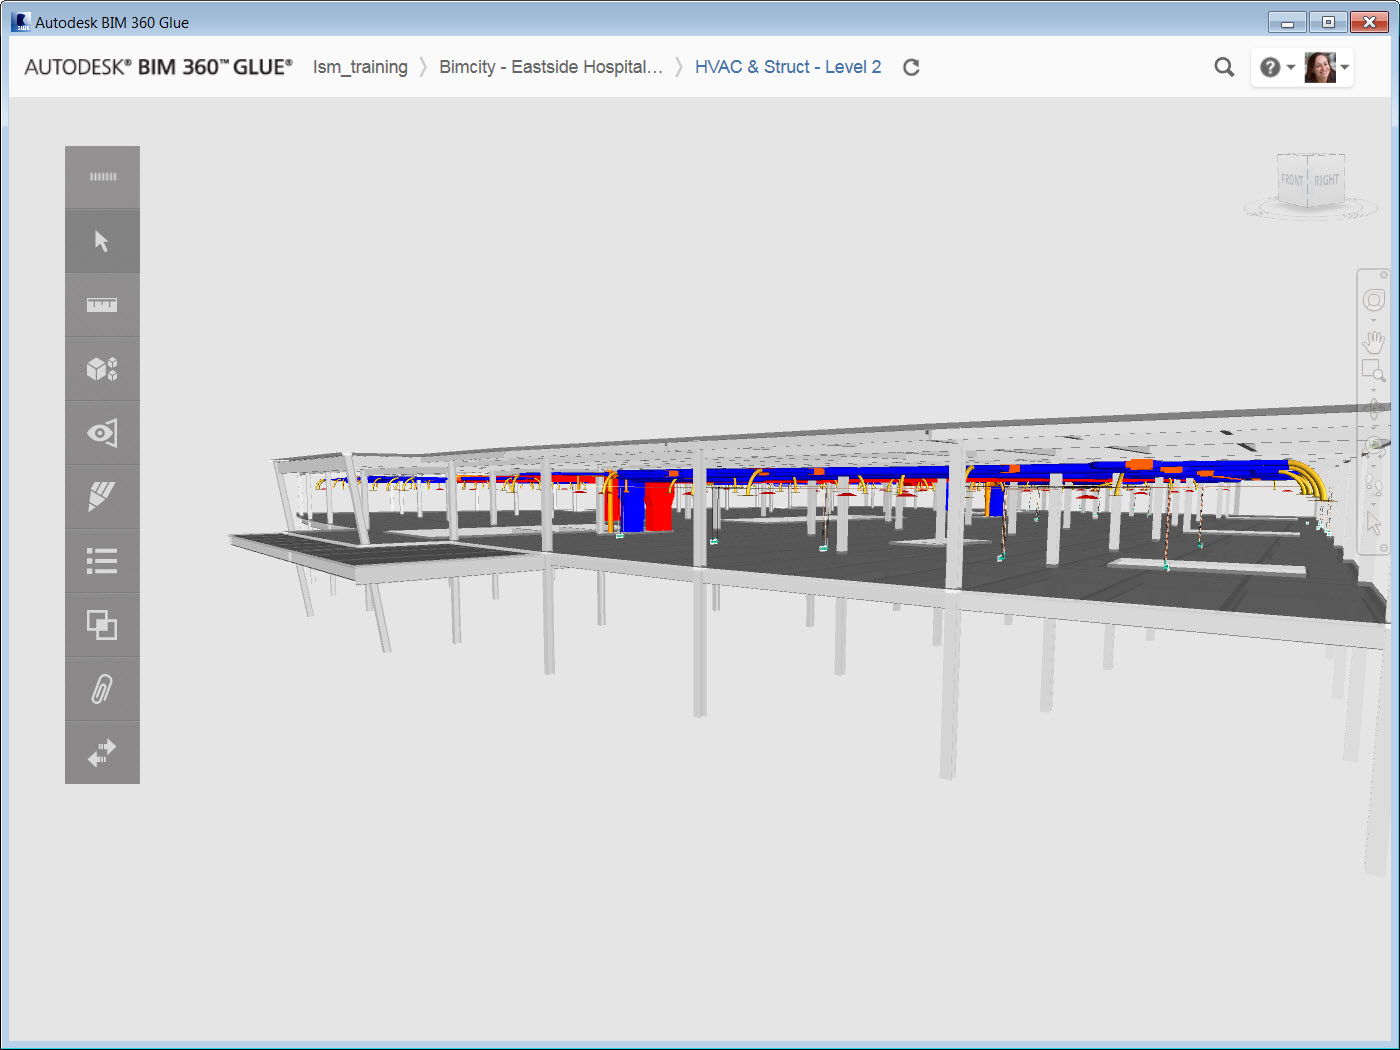 Autodesk BIM 360 Glue
AUTODESK® BIM 360™ GLUE® lsm_training Bimcity - Eastside Hospital... HVAC & Struct - Level 2
FRONT RIGHT